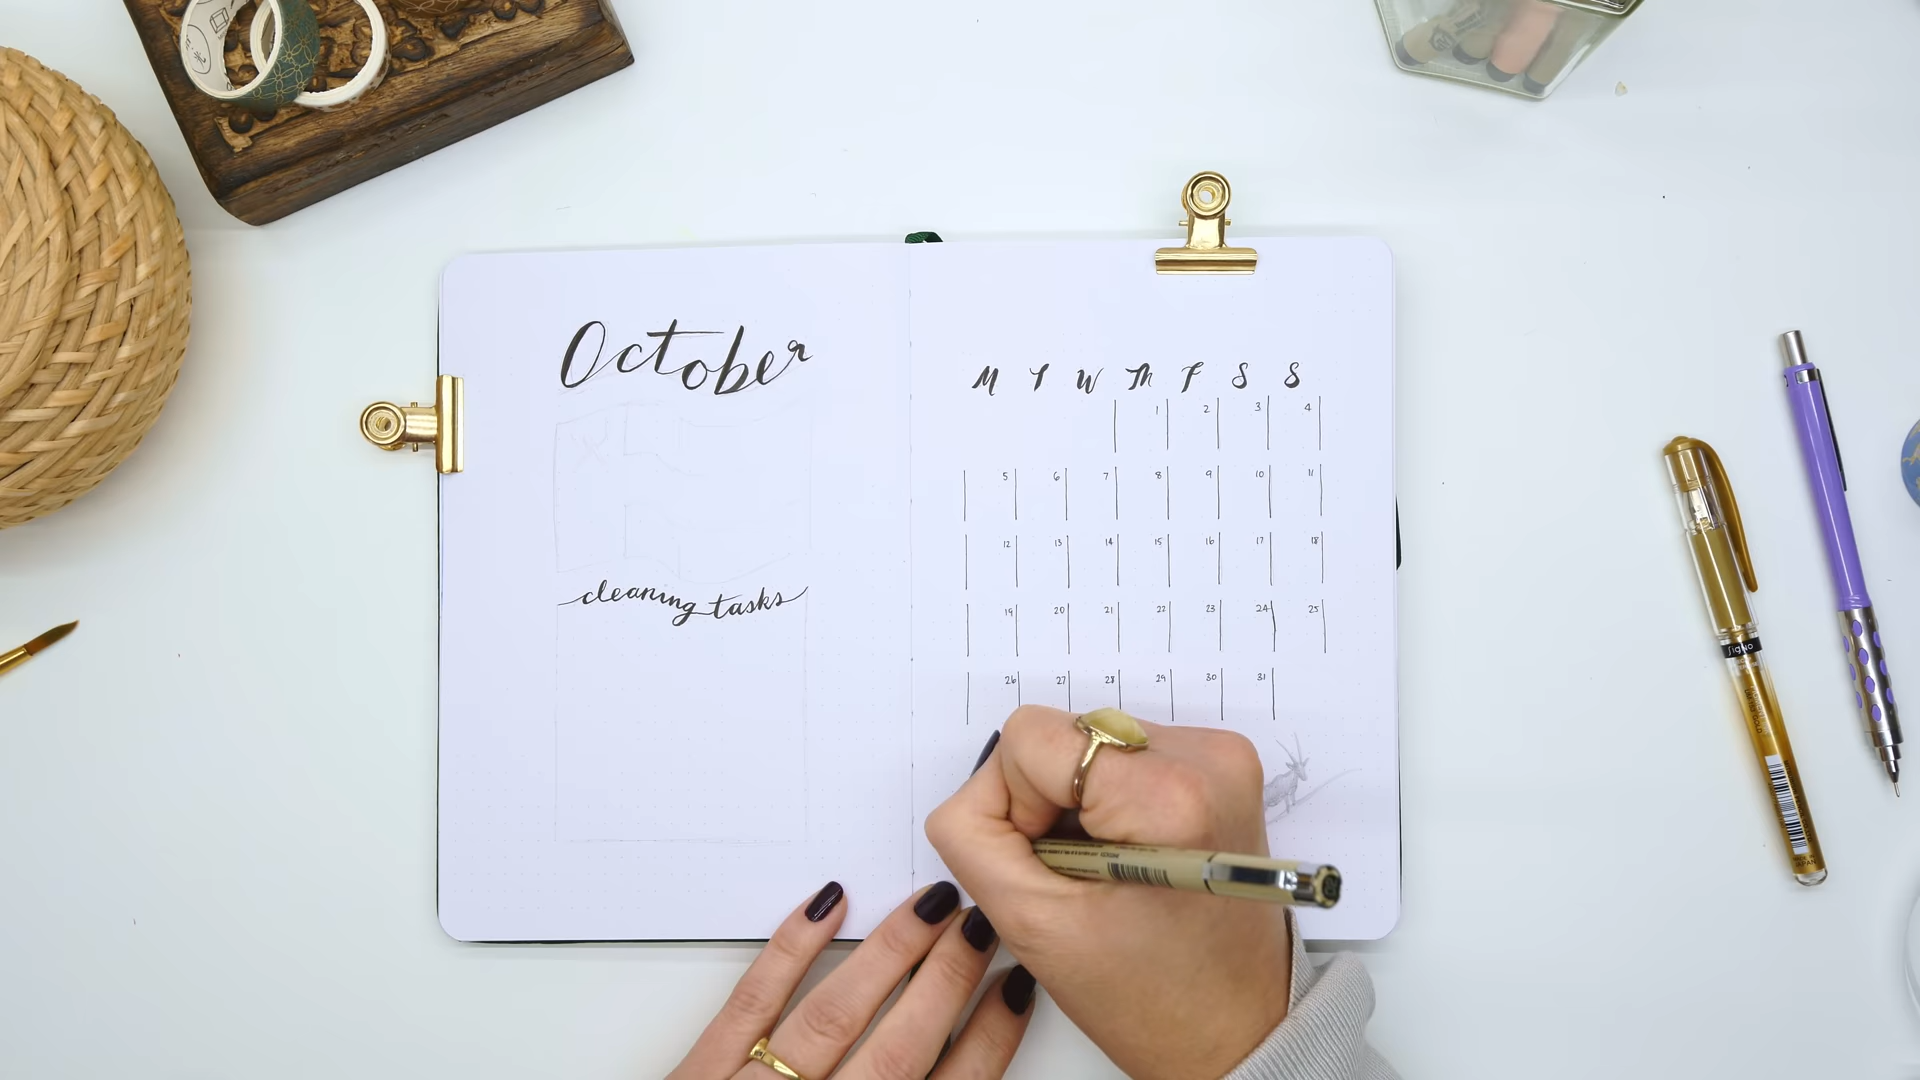 October
cleaning tasks
M T W Th F S S
1 2 3 4
5 6 7 8 9 10 11
12 13 14 15 16 17 18
19 20 21 22 23 24 25
26 27 28 29 30 31
Signo